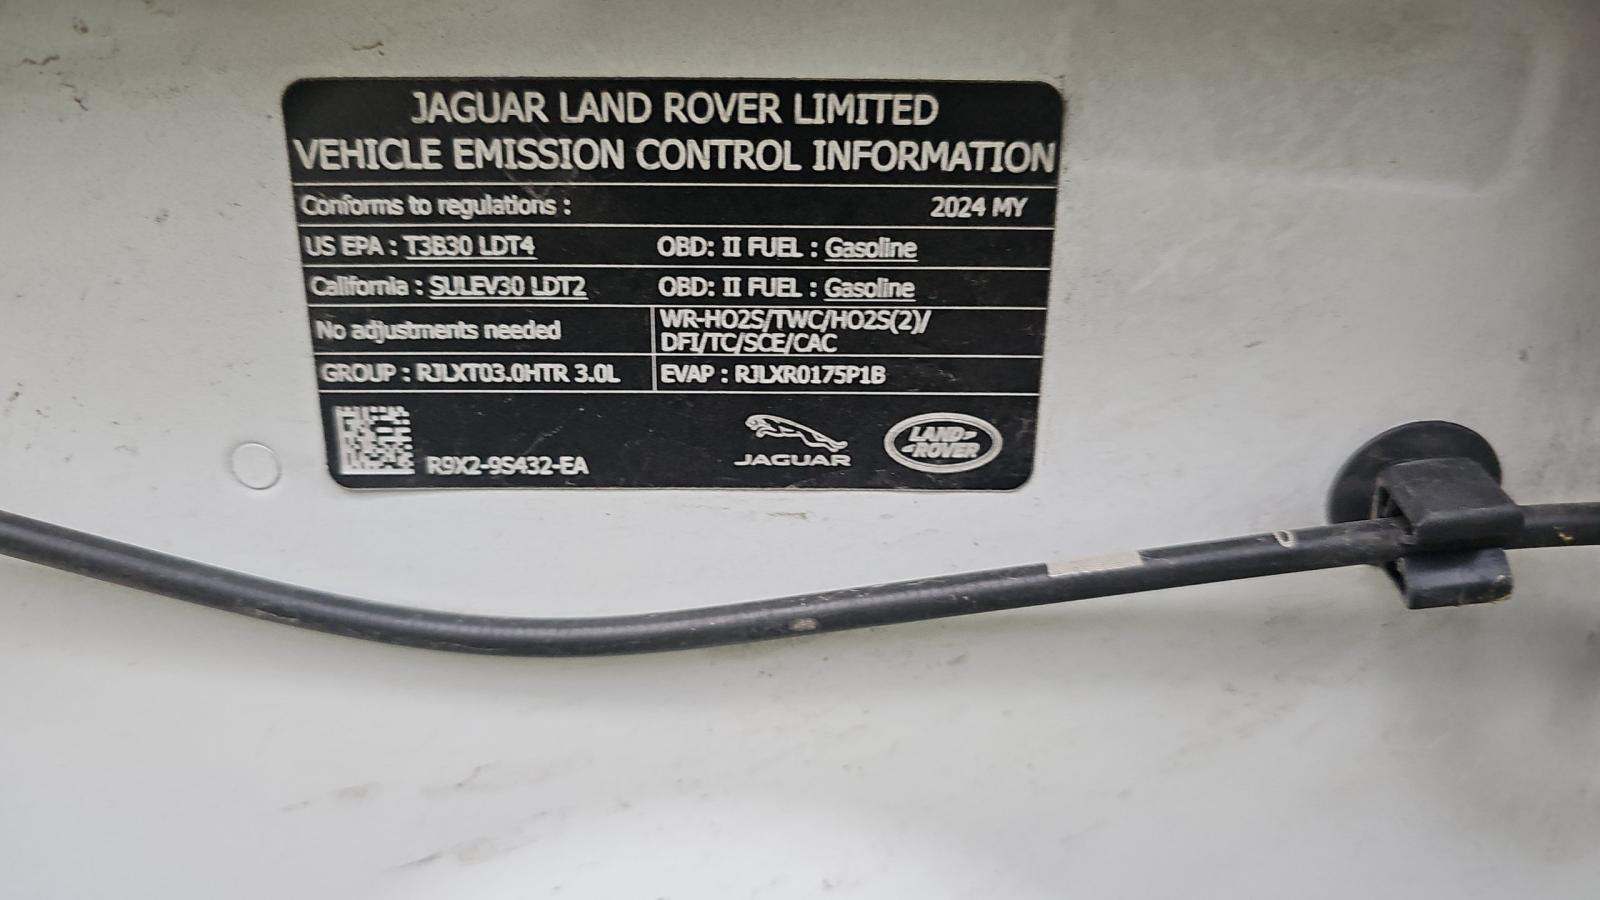 JAGUAR LAND ROVER LIMITED
VEHICLE EMISSION CONTROL INFORMATION
Conforms to regulations : 2024 MY
US EPA : T3B30 LDT4 OBD: II FUEL : Gasoline
California : SULEV30 LDT2 OBD: II FUEL : Gasoline
No adjustments needed
WR-HO2S/TWC/HO2S(2)/
DFI/TC/SCE/CAC
GROUP : RJLXT03.0HTR 3.0L EVAP : RJLXR0175P1B
R9X2-9S432-EA
JAGUAR
LAND
ROVER